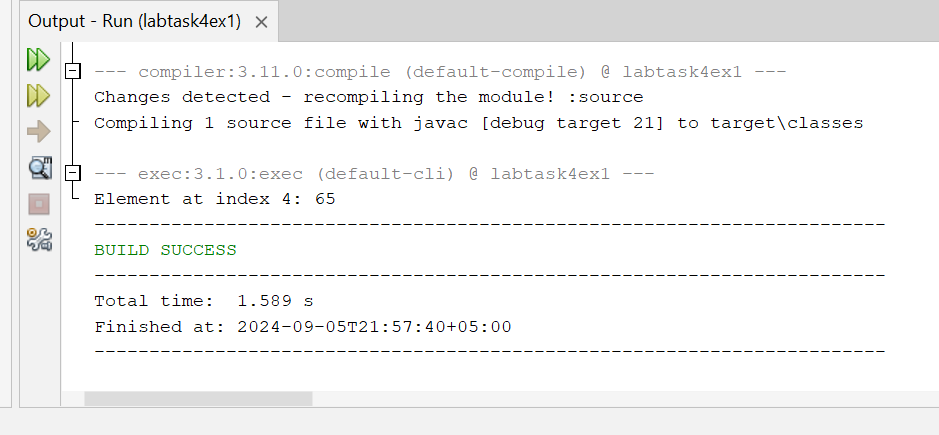 Output - Run (labtask4ex1) ×
--- compiler:3.11.0:compile (default-compile) @ labtask4ex1 ---
Changes detected - recompiling the module! :source
Compiling 1 source file with javac [debug target 21] to target\classes
--- exec:3.1.0:exec (default-cli) @ labtask4ex1 ---
Element at index 4: 65
------------------------------------------------------------------------
BUILD SUCCESS
------------------------------------------------------------------------
Total time:  1.589 s
Finished at: 2024-09-05T21:57:40+05:00
------------------------------------------------------------------------